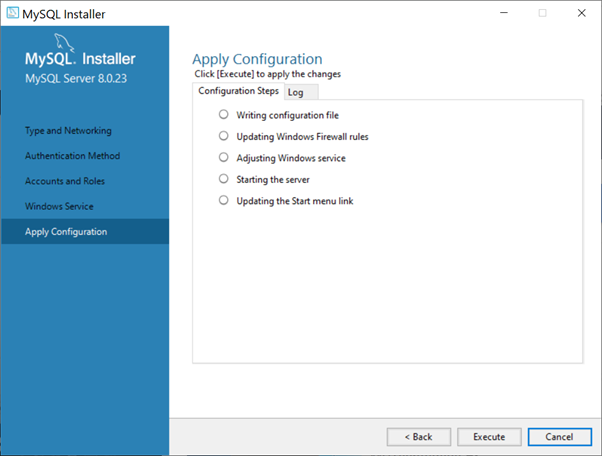 MySQL Installer
MySQL. Installer
MySQL Server 8.0.23
Type and Networking
Authentication Method
Accounts and Roles
Windows Service
Apply Configuration
Apply Configuration
Click [Execute] to apply the changes
Configuration Steps Log
Writing configuration file
Updating Windows Firewall rules
Adjusting Windows service
Starting the server
Updating the Start menu link
< Back Execute Cancel